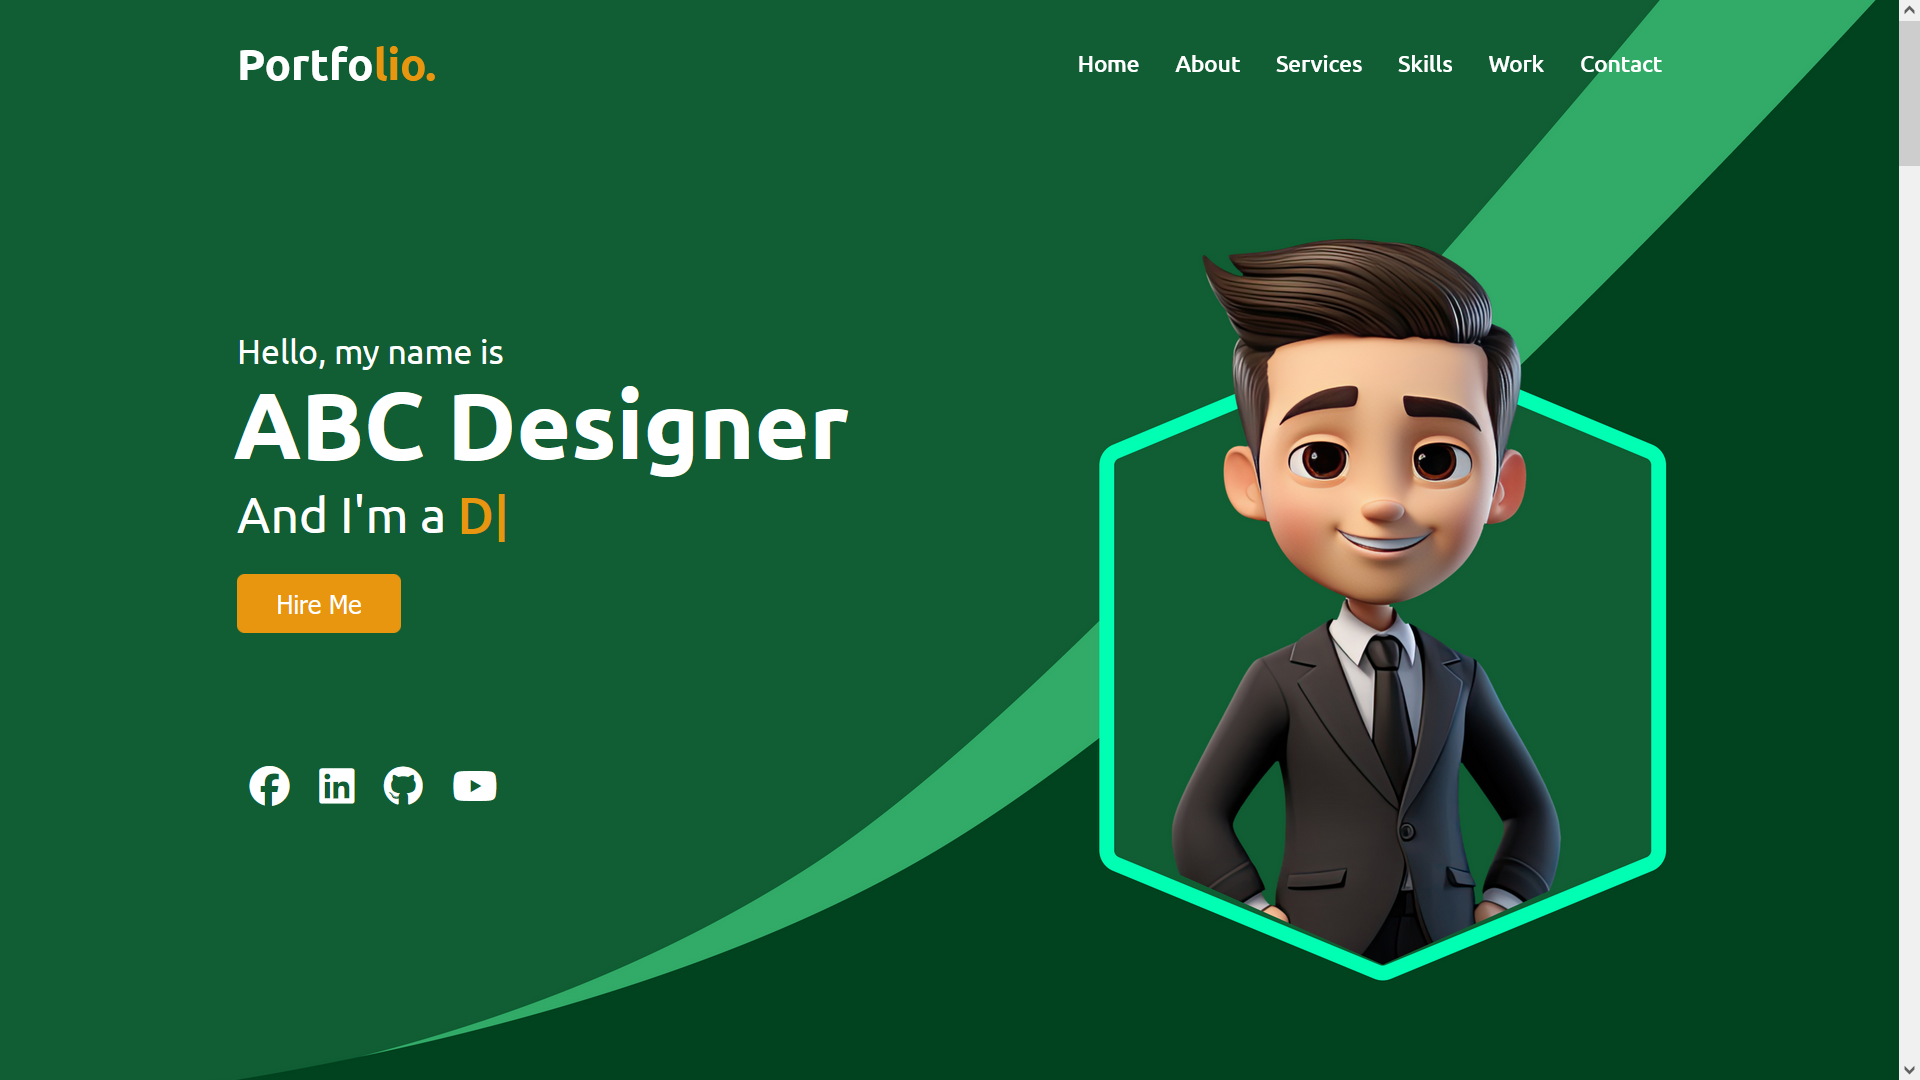 Portfolio.
Home About Services Skills Work Contact
Hello, my name is
ABC Designer
And I'm a D|
Hire Me